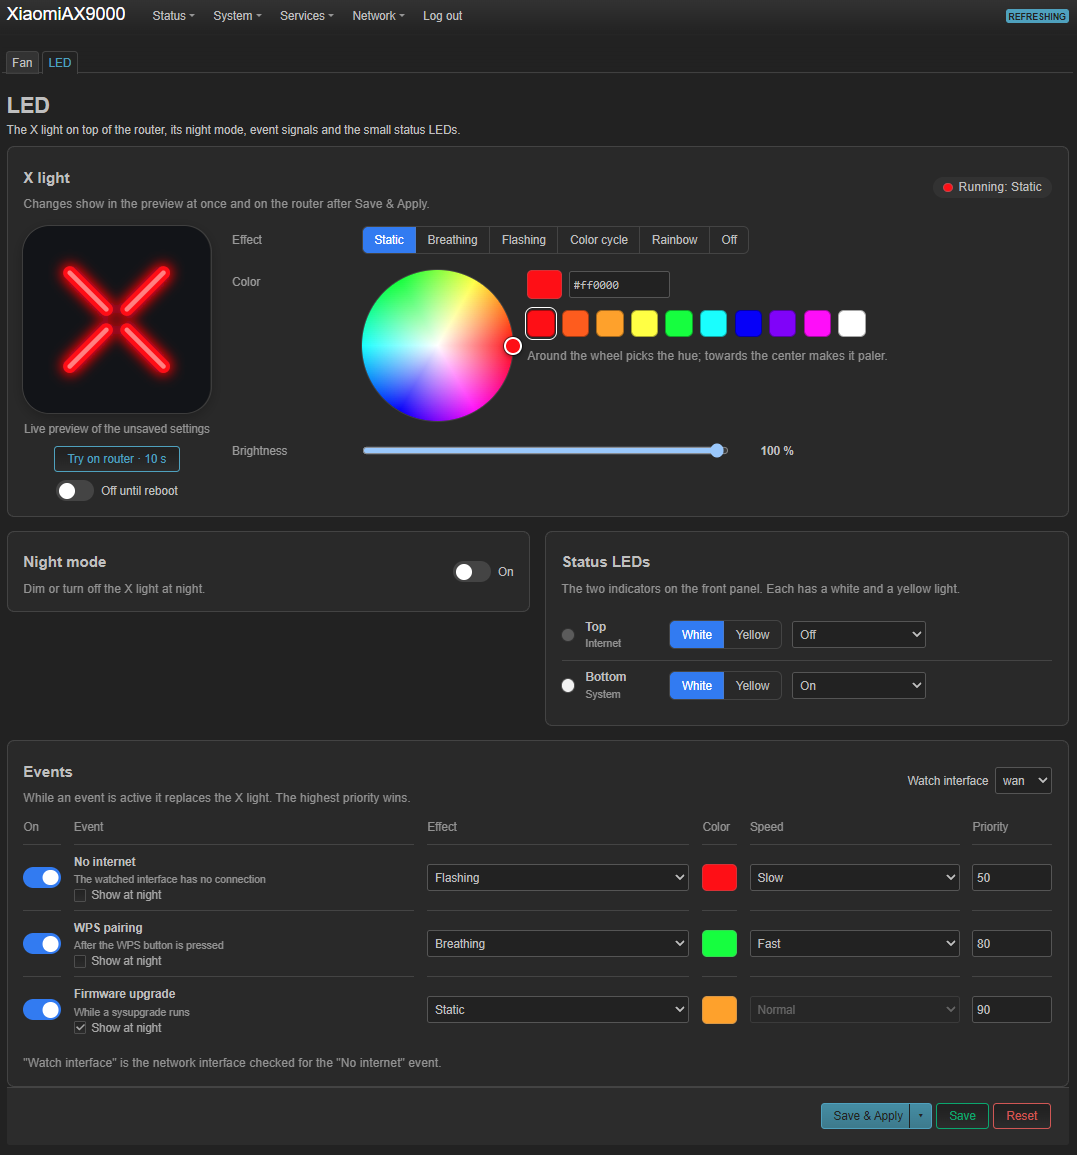 XiaomiAX9000 Status System Services Network Log out REFRESHING
Fan LED
LED
The X light on top of the router, its night mode, event signals and the small status LEDs.
X light
Running: Static
Changes show in the preview at once and on the router after Save & Apply.
Effect Static Breathing Flashing Color cycle Rainbow Off
Color #ff0000
Around the wheel picks the hue; towards the center makes it paler.
Live preview of the unsaved settings
Brightness 100 %
Try on router · 10 s
Off until reboot
Night mode
On
Dim or turn off the X light at night.
Status LEDs
The two indicators on the front panel. Each has a white and a yellow light.
Top
Internet
White Yellow Off
Bottom
System
White Yellow On
Events
Watch interface wan
While an event is active it replaces the X light. The highest priority wins.
On Event Effect Color Speed Priority
No internet
The watched interface has no connection
Show at night
Flashing Slow 50
WPS pairing
After the WPS button is pressed
Show at night
Breathing Fast 80
Firmware upgrade
While a sysupgrade runs
Show at night
Static Normal 90
"Watch interface" is the network interface checked for the "No internet" event.
Save & Apply Save Reset